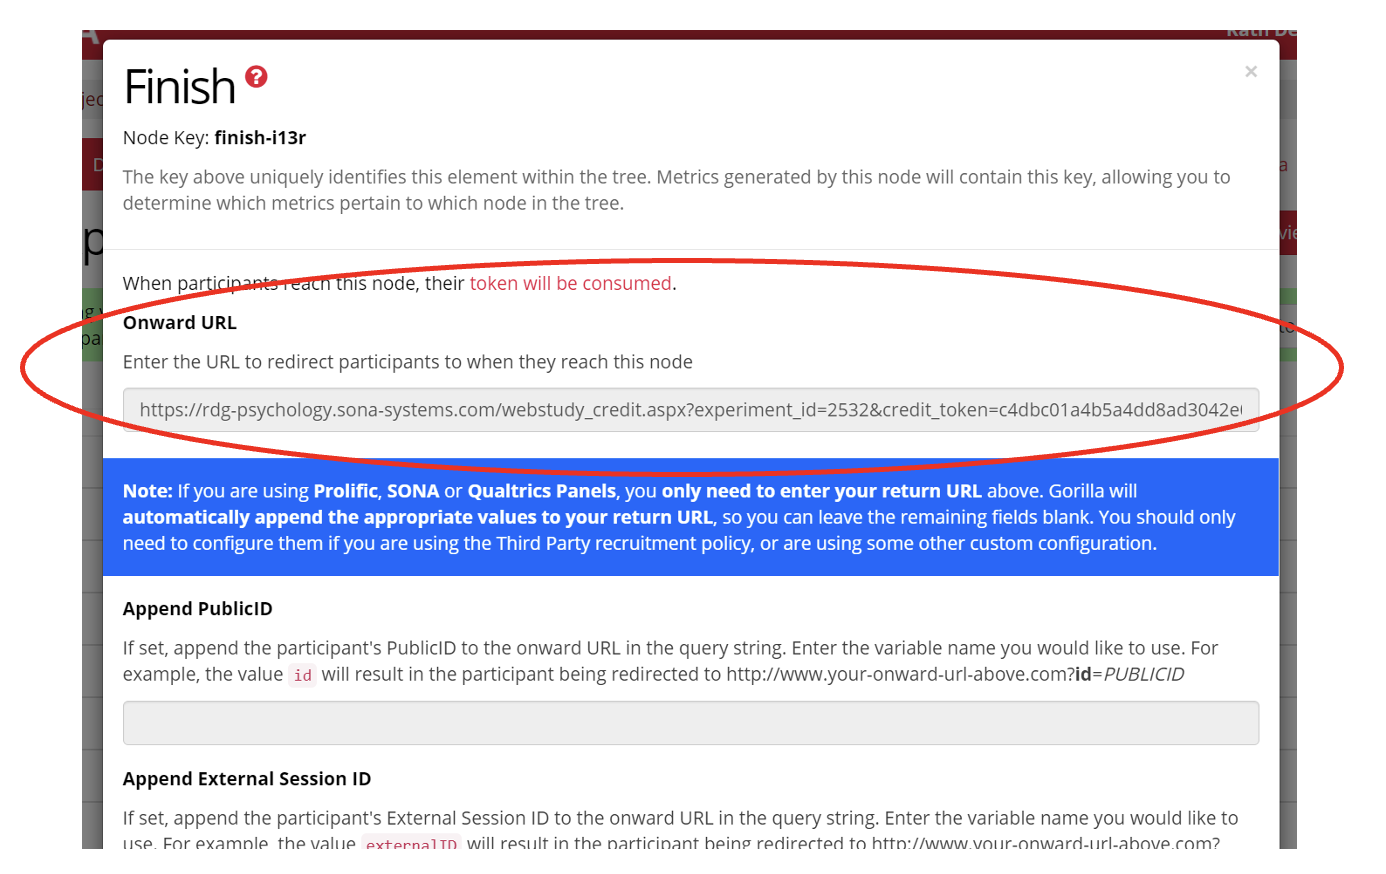 Finish ?
×
Node Key: finish-i13r
The key above uniquely identifies this element within the tree. Metrics generated by this node will contain this key, allowing you to
determine which metrics pertain to which node in the tree.
When participants reach this node, their token will be consumed.
Onward URL
Enter the URL to redirect participants to when they reach this node
https://rdg-psychology.sona-systems.com/webstudy_credit.aspx?experiment_id=2532&credit_token=c4dbc01a4b5a4dd8ad3042e
Note: If you are using Prolific, SONA or Qualtrics Panels, you only need to enter your return URL above. Gorilla will
automatically append the appropriate values to your return URL, so you can leave the remaining fields blank. You should only
need to configure them if you are using the Third Party recruitment policy, or are using some other custom configuration.
Append PublicID
If set, append the participant's PublicID to the onward URL in the query string. Enter the variable name you would like to use. For
example, the value id will result in the participant being redirected to http://www.your-onward-url-above.com?id=PUBLICID
Append External Session ID
If set, append the participant's External Session ID to the onward URL in the query string. Enter the variable name you would like to
use. For example, the value externalID will result in the participant being redirected to http://www.your-onward-url-above.com?